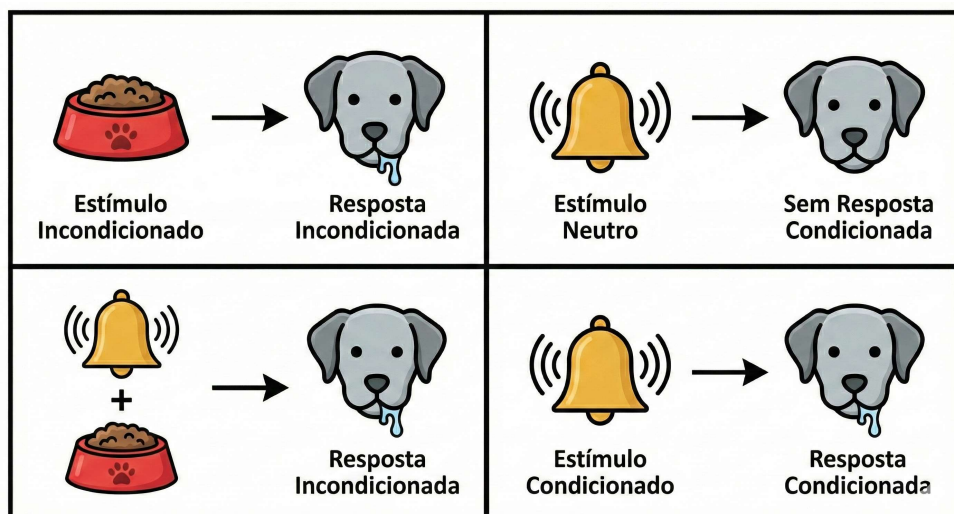 Estímulo
Incondicionado
Resposta
Incondicionada
Estímulo
Neutro
Sem Resposta
Condicionada
+
Resposta
Incondicionada
Estímulo
Condicionado
Resposta
Condicionada